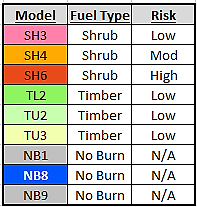 Model Fuel Type Risk
SH3 Shrub Low
SH4 Shrub Mod
SH6 Shrub High
TL2 Timber Low
TU2 Timber Low
TU3 Timber Low
NB1 No Burn N/A
NB8 No Burn N/A
NB9 No Burn N/A